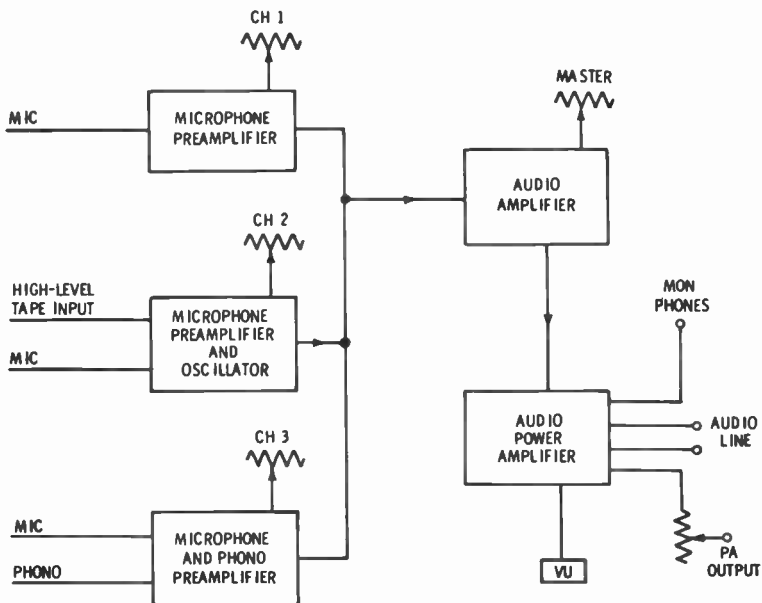 CH 1
MIC
MICROPHONE
PREAMPLIFIER
MASTER
AUDIO
AMPLIFIER
CH 2
HIGH-LEVEL
TAPE INPUT
MIC
MICROPHONE
PREAMPLIFIER
AND
OSCILLATOR
MON
PHONES
AUDIO
POWER
AMPLIFIER
AUDIO
LINE
CH 3
MIC
PHONO
MICROPHONE
AND PHONO
PREAMPLIFIER
VU
PA
OUTPUT